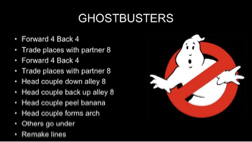 GHOSTBUSTERS
• Forward 4 Back 4
• Trade places with partner 8
• Forward 4 Back 4
• Trade places with partner 8
• Head couple down alley 8
• Head couple back up alley 8
• Head couple peel banana
• Head couple forms arch
• Others go under
• Remake lines